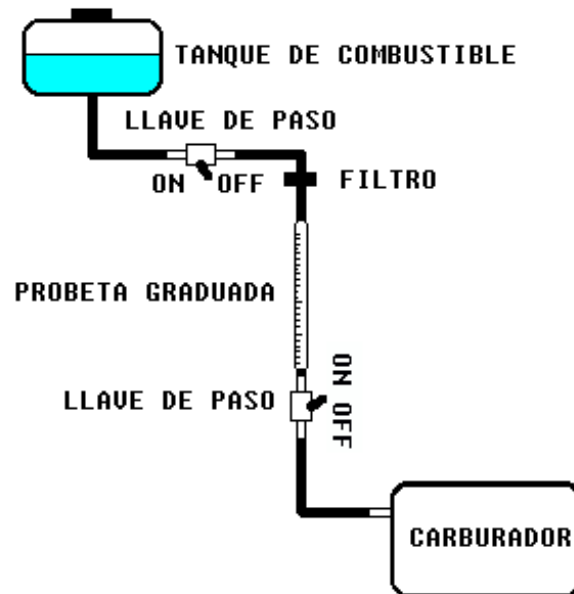 TANQUE DE COMBUSTIBLE
LLAVE DE PASO
ON OFF
FILTRO
PROBETA GRADUADA
LLAVE DE PASO
ON OFF
CARBURADOR